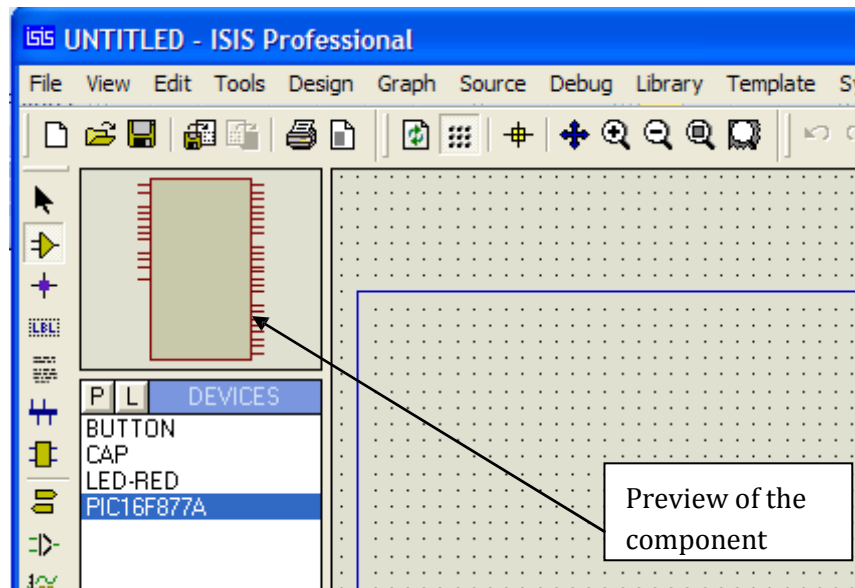 isis UNTITLED - ISIS Professional
File View Edit Tools Design Graph Source Debug Library Template
LBL
P L DEVICES
BUTTON
CAP
LED-RED
PIC16F877A
Preview of the
component